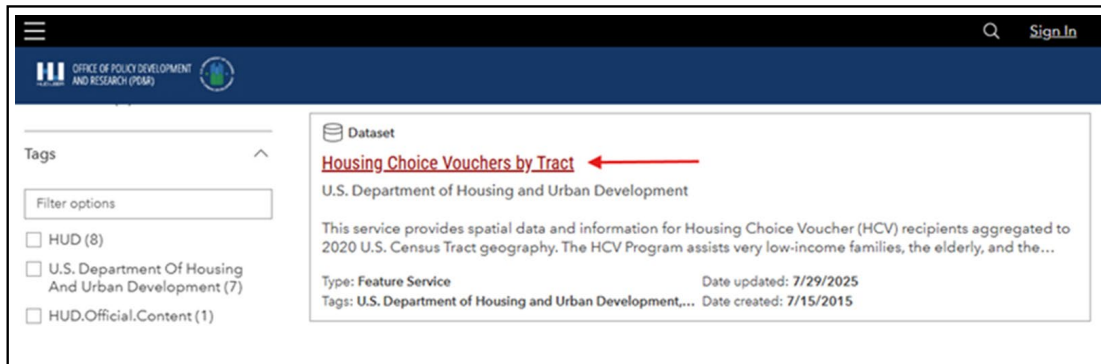 Sign In
OFFICE OF POLICY DEVELOPMENT
AND RESEARCH (PD&R)
Tags
Filter options
HUD (8)
U.S. Department Of Housing
And Urban Development (7)
HUD.Official.Content (1)
Dataset
Housing Choice Vouchers by Tract
U.S. Department of Housing and Urban Development
This service provides spatial data and information for Housing Choice Voucher (HCV) recipients aggregated to
2020 U.S. Census Tract geography. The HCV Program assists very low-income families, the elderly, and the...
Type: Feature Service
Date updated: 7/29/2025
Tags: U.S. Department of Housing and Urban Development,...
Date created: 7/15/2015